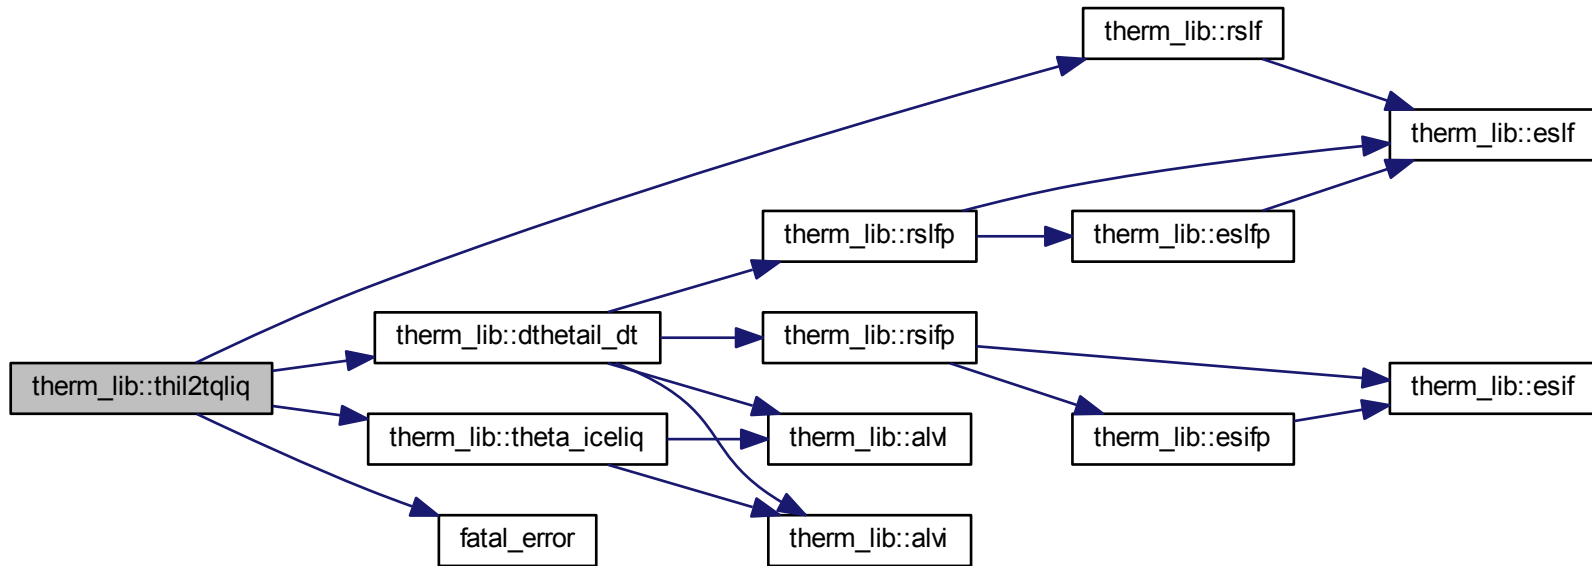 therm_lib::rslf
therm_lib::eslf
therm_lib::rslfp
therm_lib::eslfp
therm_lib::dthetail_dt
therm_lib::rsifp
therm_lib::thil2tqliq
therm_lib::esif
therm_lib::theta_iceliq
therm_lib::alvl
therm_lib::esifp
fatal_error
therm_lib::alvi